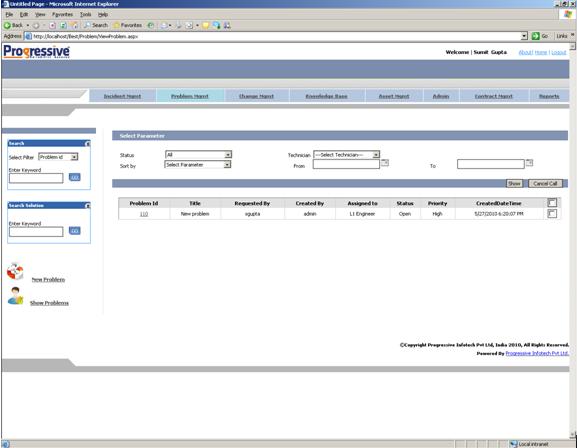 Untitled Page - Microsoft Internet Explorer
File Edit View Favorites Tools Help
Back Search Favorites
Address http://localhost/Best/Problem/ViewProblem.aspx Go Links »
Progressive
Welcome | Sumit Gupta About| Home | Logout
Incident Mgmt Problem Mgmt Change Mgmt Knowledge Base Asset Mgmt Admin Contract Mgmt Reports
Select Parameter
Search
Select Filter Problem id
Enter Keyword
GO
Status All Technician ---Select Technician---
Sort by Select Parameter From To
Show Cancel Call
Search Solution
Enter Keyword
GO
Problem Id Title Requested By Created By Assigned to Status Priority CreatedDateTime
110 New problem sgupta admin L1 Engineer Open High 5/27/2010 6:20:07 PM
New Problem
Show Problems
©Copyright Progressive Infotech Pvt Ltd, India 2010, All Rights Reserved.
Powered By Progressive Infotech Pvt Ltd.
Local intranet